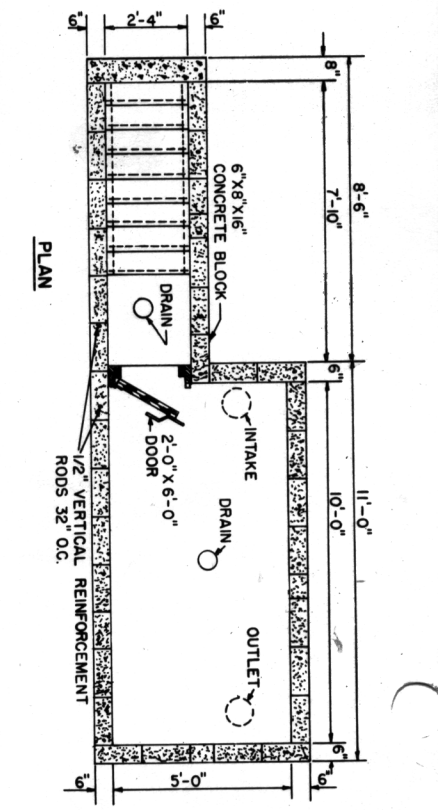 6"
2'-4"
6"
8"
7'-10"
8'-6"
6"X8"X16"
CONCRETE BLOCK
DRAIN
6"
10'-0"
11'-0"
INTAKE
2'-0"X6'-0"
DOOR
DRAIN
OUTLET
1/2" VERTICAL REINFORCEMENT
RODS 32" O.C.
6"
6"
5'-0"
6"
PLAN